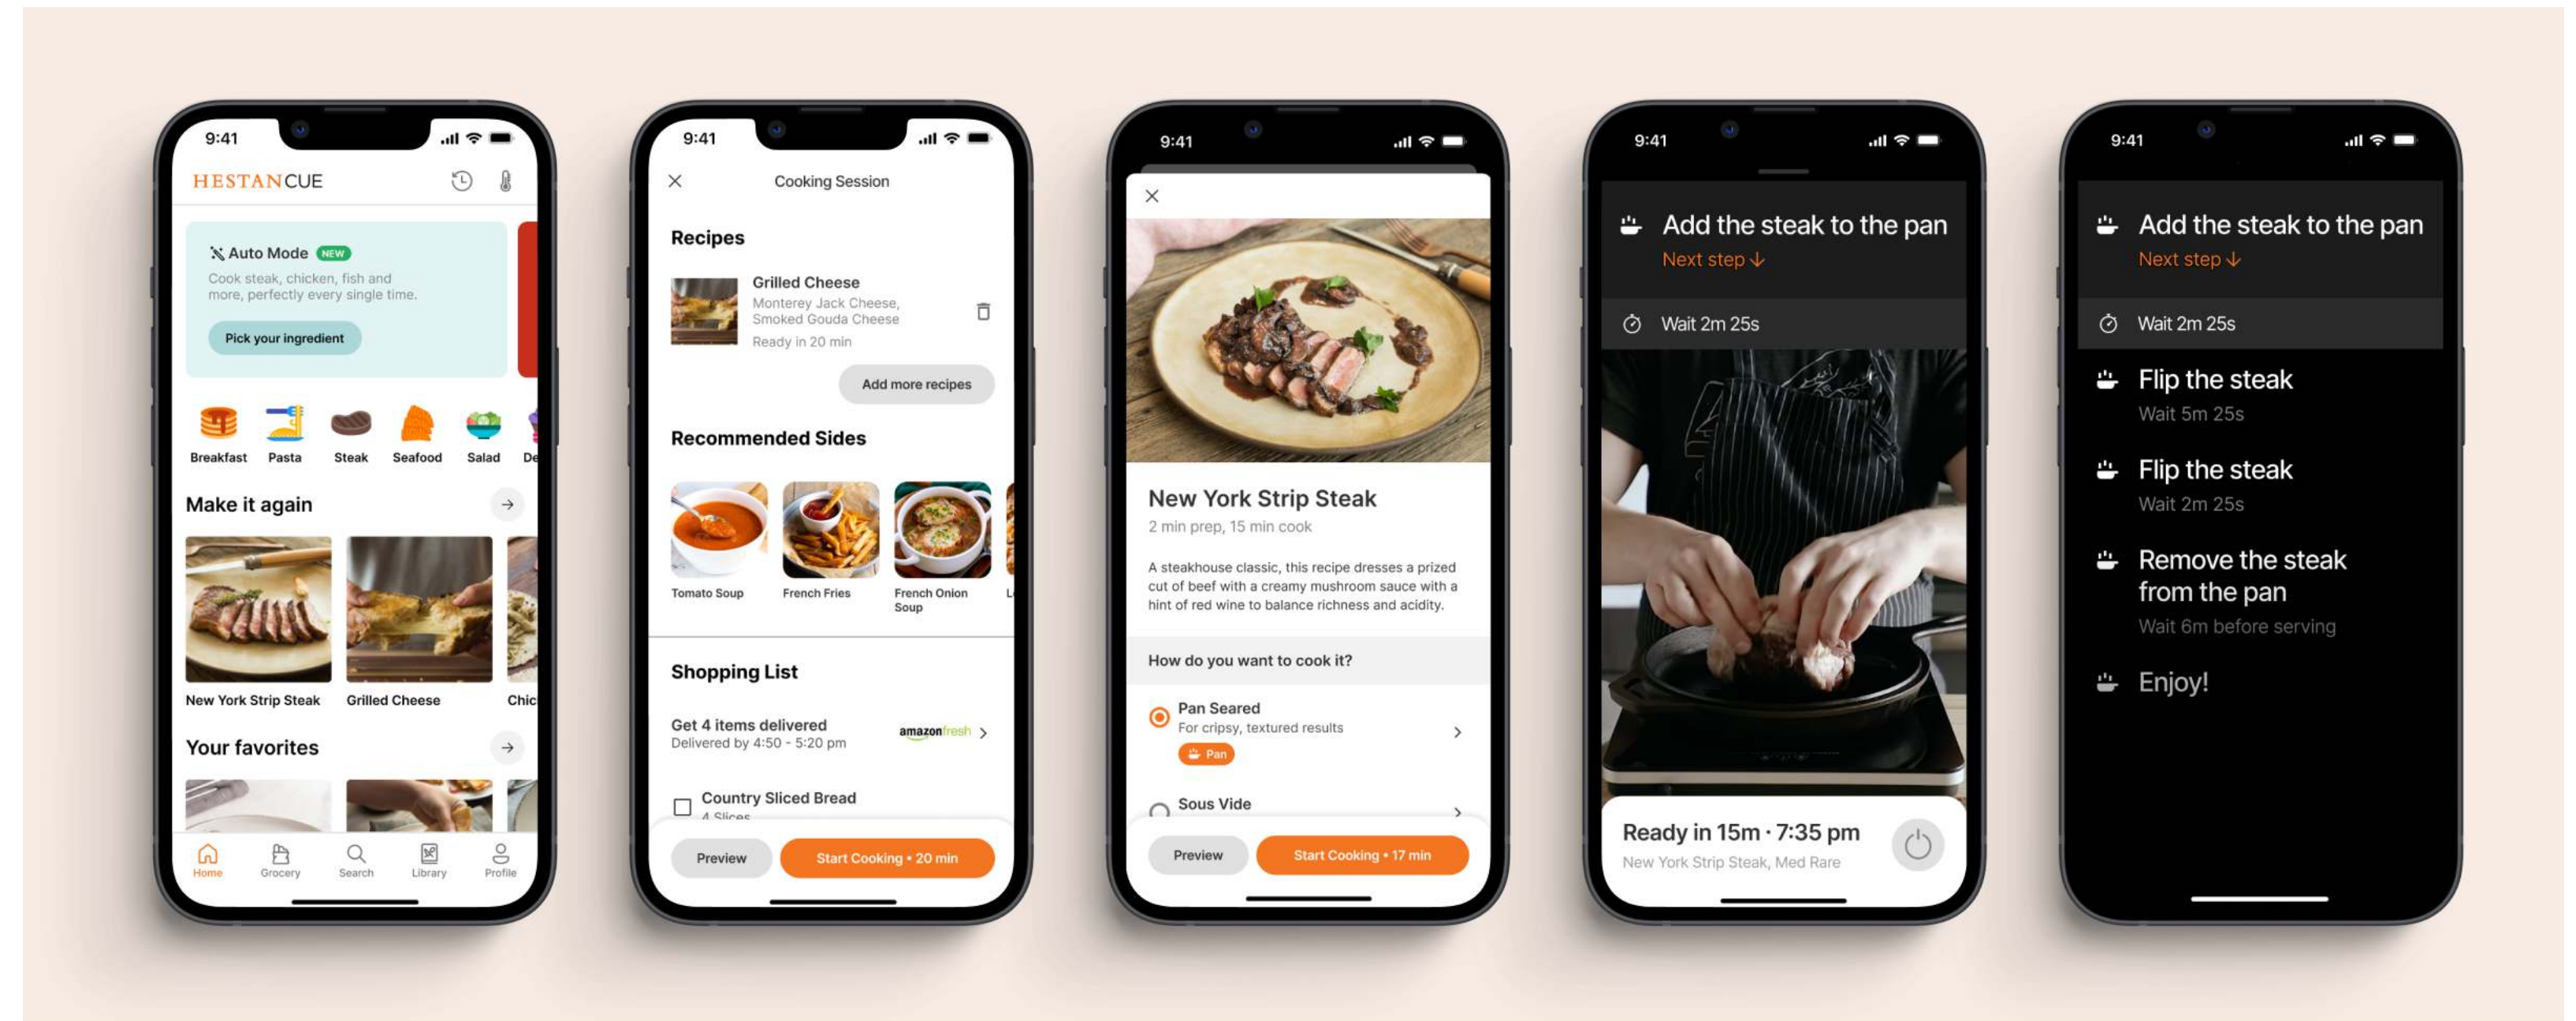 9:41
HESTANCUE
Auto Mode NEW
Cook steak, chicken, fish and
more, perfectly every single time.
Pick your ingredient
Breakfast Pasta Steak Seafood Salad De
Make it again
New York Strip Steak Grilled Cheese Chic
Your favorites
Home Grocery Search Library Profile
9:41
Cooking Session
Recipes
Grilled Cheese
Monterey Jack Cheese,
Smoked Gouda Cheese
Ready in 20 min
Add more recipes
Recommended Sides
Tomato Soup French Fries French Onion
Soup
Shopping List
Get 4 items delivered
Delivered by 4:50 - 5:20 pm
amazonfresh
Country Sliced Bread
4 Slices
Preview Start Cooking • 20 min
9:41
New York Strip Steak
2 min prep, 15 min cook
A steakhouse classic, this recipe dresses a prized
cut of beef with a creamy mushroom sauce with a
hint of red wine to balance richness and acidity.
How do you want to cook it?
Pan Seared
For cripsy, textured results
Pan
Sous Vide
Preview Start Cooking • 17 min
9:41
Add the steak to the pan
Next step ↓
Wait 2m 25s
Ready in 15m · 7:35 pm
New York Strip Steak, Med Rare
9:41
Add the steak to the pan
Next step ↓
Wait 2m 25s
Flip the steak
Wait 5m 25s
Flip the steak
Wait 2m 25s
Remove the steak
from the pan
Wait 6m before serving
Enjoy!